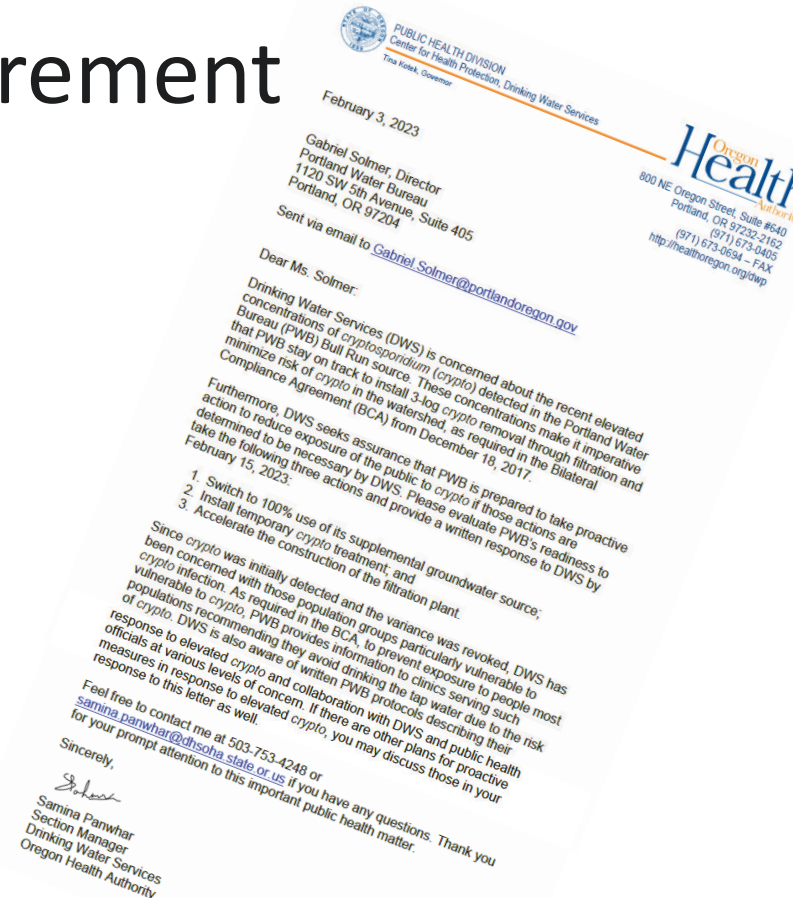 rement
PUBLIC HEALTH DIVISION
Center for Health Protection, Drinking Water Services
Tina Kotek, Governor
Oregon
Health
Authority
800 NE Oregon Street, Suite #640
Portland, OR 97232-2162
(971) 673-0405
(971) 673-0694 – FAX
http://healthoregon.org/dwp
February 3, 2023
Gabriel Solmer, Director
Portland Water Bureau
1120 SW 5th Avenue, Suite 405
Portland, OR 97204
Sent via email to Gabriel.Solmer@portlandoregon.gov
Dear Ms. Solmer:
Drinking Water Services (DWS) is concerned about the recent elevated
concentrations of cryptosporidium (crypto) detected in the Portland Water
Bureau (PWB) Bull Run source. These concentrations make it imperative
that PWB stay on track to install 3-log crypto removal through filtration and
minimize risk of crypto in the watershed, as required in the Bilateral
Compliance Agreement (BCA) from December 18, 2017.
Furthermore, DWS seeks assurance that PWB is prepared to take proactive
action to reduce exposure of the public to crypto if those actions are
determined to be necessary by DWS. Please evaluate PWB's readiness to
take the following three actions and provide a written response to DWS by
February 15, 2023:
1. Switch to 100% use of its supplemental groundwater source;
2. Install temporary crypto treatment; and
3. Accelerate the construction of the filtration plant.
Since crypto was initially detected and the variance was revoked, DWS has
been concerned with those population groups particularly vulnerable to
crypto infection. As required in the BCA, to prevent exposure to people most
vulnerable to crypto, PWB provides information to clinics serving such
populations recommending they avoid drinking the tap water due to the risk
of crypto. DWS is also aware of written PWB protocols describing their
response to elevated crypto and collaboration with DWS and public health
officials at various levels of concern. If there are other plans for proactive
measures in response to elevated crypto, you may discuss those in your
response to this letter as well.
Feel free to contact me at 503-753-4248 or
samina.panwhar@dhsoha.state.or.us if you have any questions. Thank you
for your prompt attention to this important public health matter.
Sincerely,
Samina Panwhar
Section Manager
Drinking Water Services
Oregon Health Authority